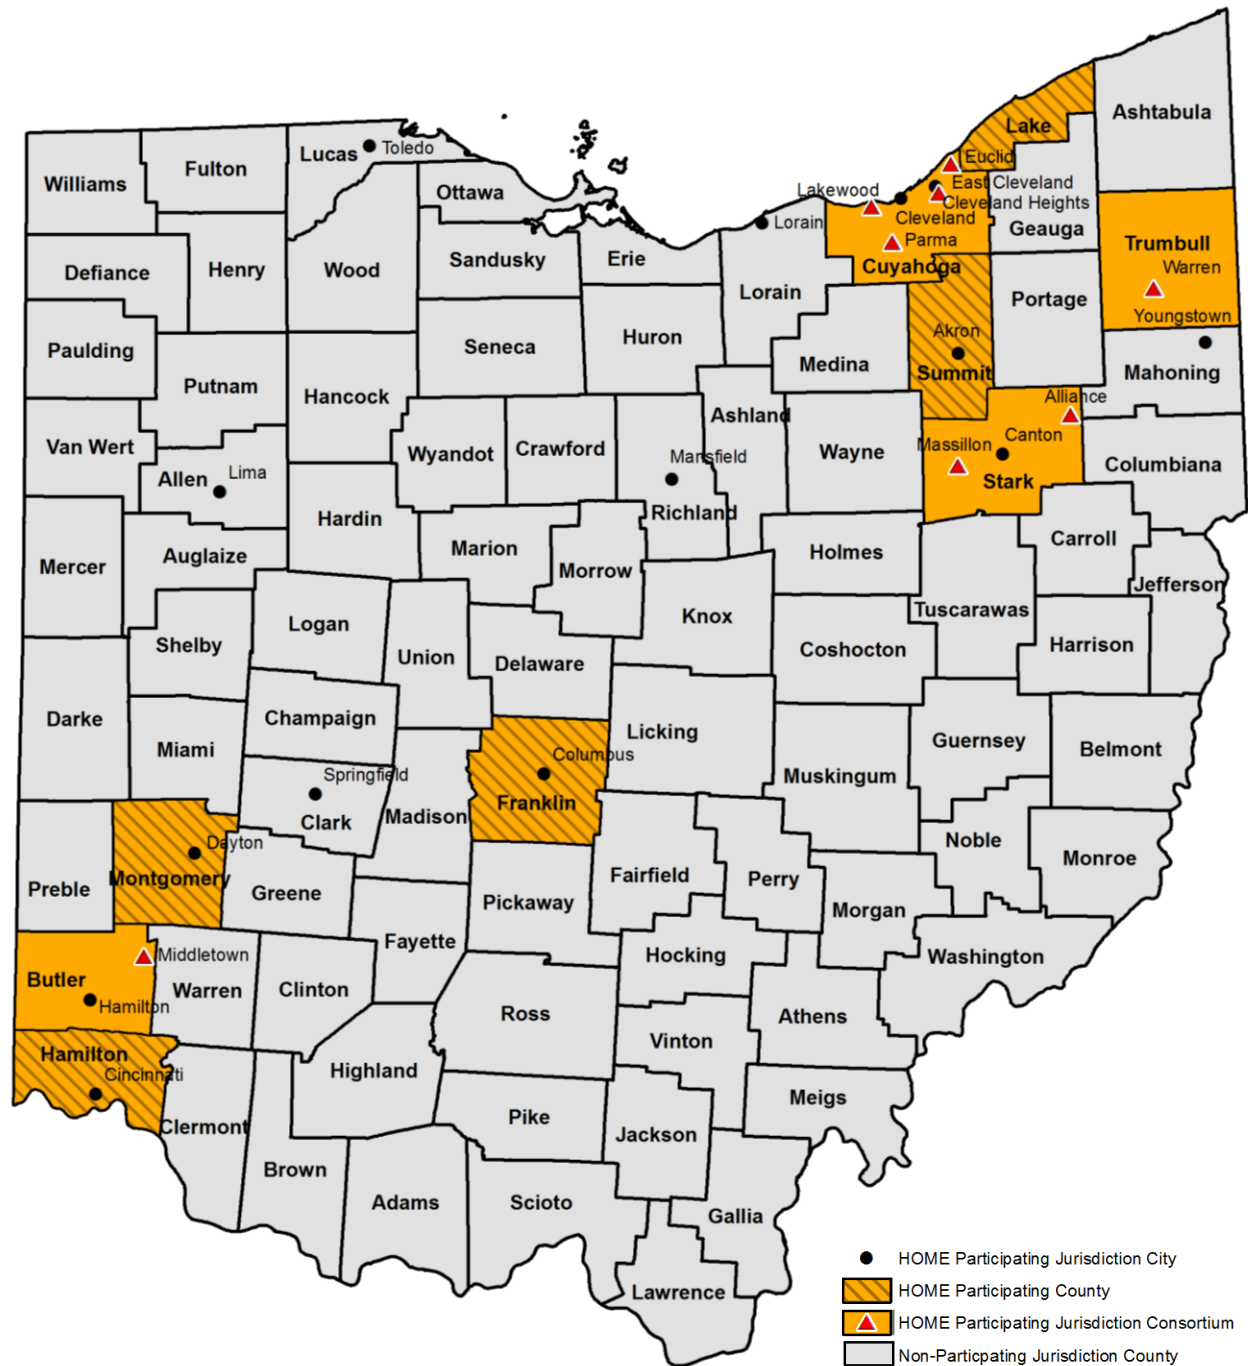 Ashtabula
Lake
Lucas
Toledo
Euclid
Fulton
Williams
Ottawa
Lakewood
East Cleveland
Cleveland Heights
Cleveland
Lorain
Geauga
Parma
Trumbull
Sandusky
Erie
Cuyahoga
Warren
Defiance
Henry
Wood
Lorain
Portage
Youngstown
Akron
Huron
Seneca
Paulding
Medina
Summit
Mahoning
Putnam
Hancock
Alliance
Ashland
Canton
Massillon
Van Wert
Wyandot
Crawford
Mansfield
Wayne
Columbiana
Allen
Lima
Stark
Richland
Hardin
Carroll
Marion
Holmes
Auglaize
Mercer
Morrow
Jefferson
Tuscarawas
Knox
Logan
Shelby
Harrison
Coshocton
Union
Delaware
Darke
Champaign
Licking
Guernsey
Belmont
Miami
Columbus
Springfield
Muskingum
Franklin
Madison
Clark
Dayton
Noble
Monroe
Fairfield
Perry
Montgomery
Preble
Greene
Pickaway
Morgan
Fayette
Middletown
Hocking
Washington
Butler
Warren
Clinton
Hamilton
Ross
Athens
Vinton
Hamilton
Highland
Cincinnati
Meigs
Pike
Clermont
Jackson
Brown
Adams
Scioto
Gallia
Lawrence
HOME Participating Jurisdiction City
HOME Participating County
HOME Participating Jurisdiction Consortium
Non-Particpating Jurisdiction County